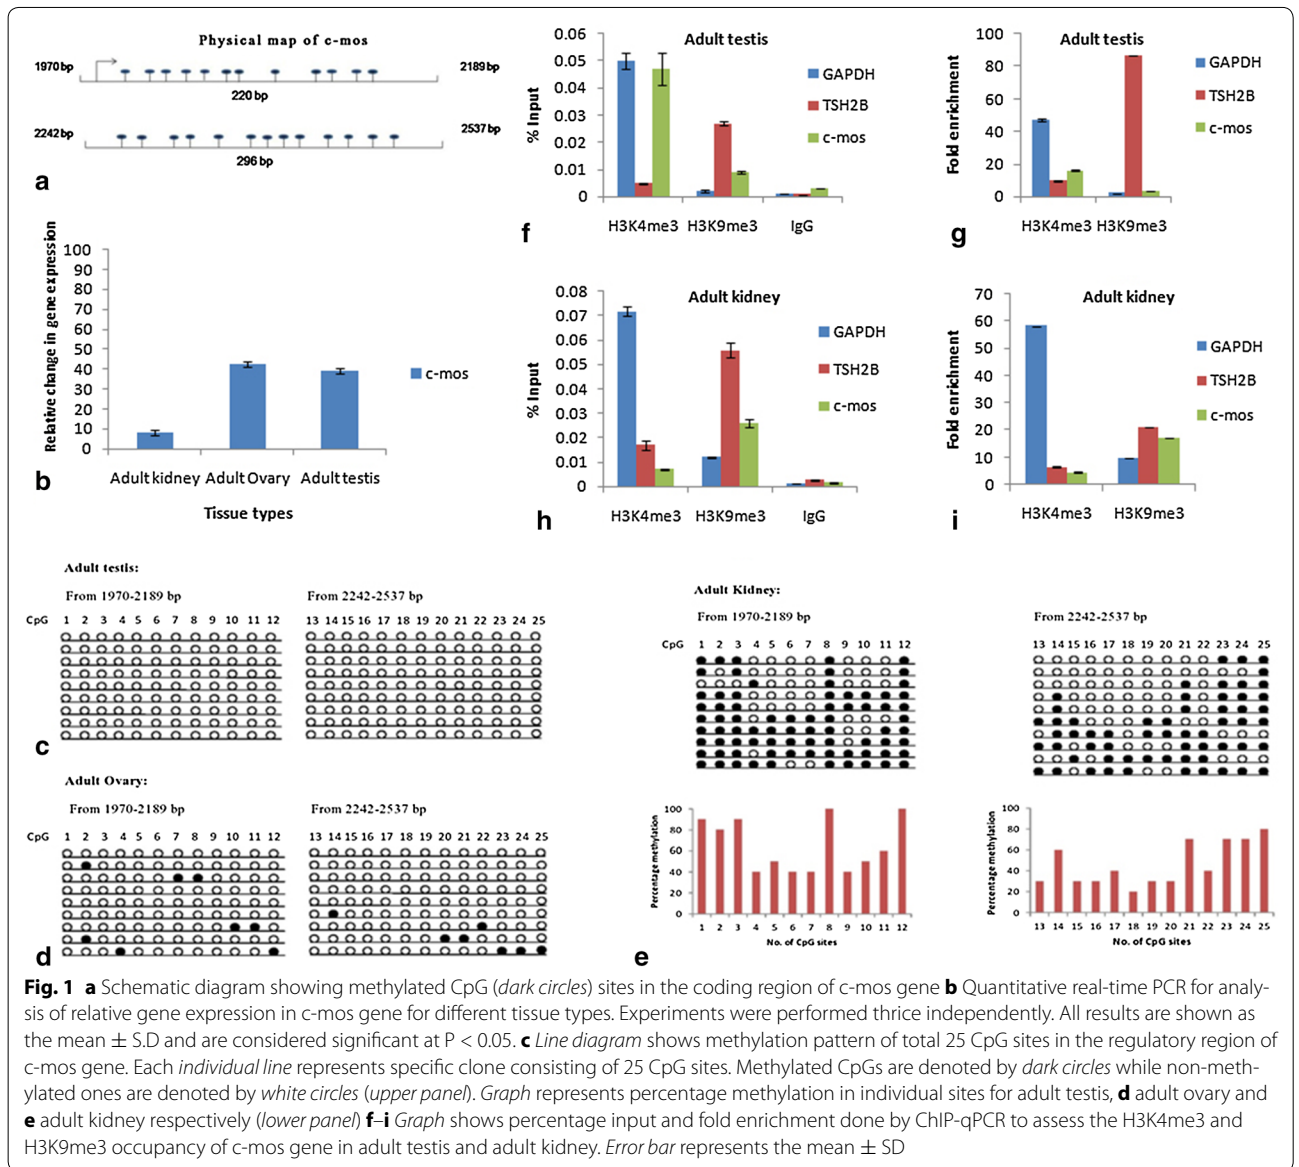 Physical map of c-mos
1970 bp
2189 bp
220 bp
2242 bp
2537 bp
296 bp
a
Relative change in gene expression
100
90
80
70
60
50
40
30
20
10
0
Adult kidney Adult Ovary Adult testis
Tissue types
c-mos
b
Adult testis
% Input
0.06
0.05
0.04
0.03
0.02
0.01
0
H3K4me3 H3K9me3 IgG
GAPDH
TSH2B
c-mos
f
Adult testis
Fold enrichment
100
80
60
40
20
0
H3K4me3 H3K9me3
GAPDH
TSH2B
c-mos
g
Adult kidney
% Input
0.08
0.07
0.06
0.05
0.04
0.03
0.02
0.01
0
H3K4me3 H3K9me3 IgG
GAPDH
TSH2B
c-mos
h
Adult kidney
Fold enrichment
70
60
50
40
30
20
10
0
H3K4me3 H3K9me3
GAPDH
TSH2B
c-mos
i
Adult testis:
From 1970-2189 bp
From 2242-2537 bp
CpG 1 2 3 4 5 6 7 8 9 10 11 12
13 14 15 16 17 18 19 20 21 22 23 24 25
c
Adult Ovary:
From 1970-2189 bp
From 2242-2537 bp
CpG 1 2 3 4 5 6 7 8 9 10 11 12
13 14 15 16 17 18 19 20 21 22 23 24 25
d
Adult Kidney:
From 1970-2189 bp
From 2242-2537 bp
CpG 1 2 3 4 5 6 7 8 9 10 11 12
13 14 15 16 17 18 19 20 21 22 23 24 25
Percentage methylation
100
80
60
40
20
0
1 2 3 4 5 6 7 8 9 10 11 12
No. of CpG sites
Percentage methylation
100
80
60
40
20
0
13 14 15 16 17 18 19 20 21 22 23 24 25
No. of CpG sites
e
Fig. 1 a Schematic diagram showing methylated CpG (dark circles) sites in the coding region of c-mos gene b Quantitative real-time PCR for analy-
sis of relative gene expression in c-mos gene for different tissue types. Experiments were performed thrice independently. All results are shown as
the mean ± S.D and are considered significant at P < 0.05. c Line diagram shows methylation pattern of total 25 CpG sites in the regulatory region of
c-mos gene. Each individual line represents specific clone consisting of 25 CpG sites. Methylated CpGs are denoted by dark circles while non-meth-
ylated ones are denoted by white circles (upper panel). Graph represents percentage methylation in individual sites for adult testis, d adult ovary and
e adult kidney respectively (lower panel) f–i Graph shows percentage input and fold enrichment done by ChIP-qPCR to assess the H3K4me3 and
H3K9me3 occupancy of c-mos gene in adult testis and adult kidney. Error bar represents the mean ± SD